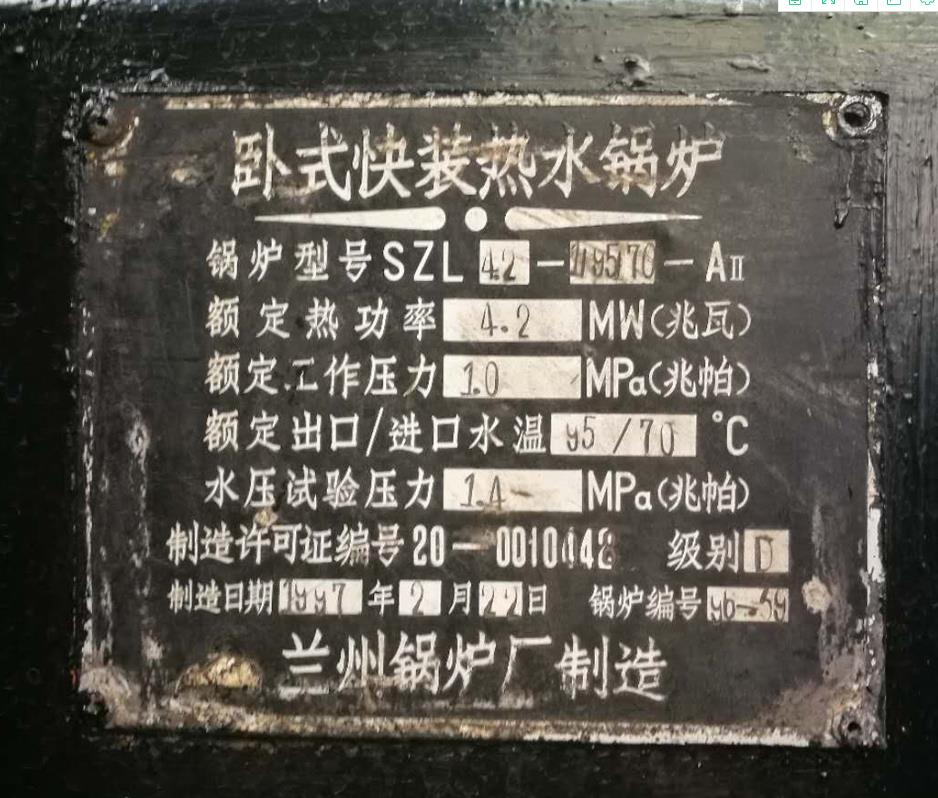 卧式快装热水锅炉
锅炉型号SZL 4.2 — 1/95/70 — AⅡ
额定热功率 4.2 MW(兆瓦)
额定工作压力 1.0 MPa(兆帕)
额定出口/进口水温 95/70 ℃
水压试验压力 1.4 MPa(兆帕)
制造许可证编号20—0010448 级别 D
制造日期 1997 年 2 月 22 日 锅炉编号 96-59
兰州锅炉厂制造